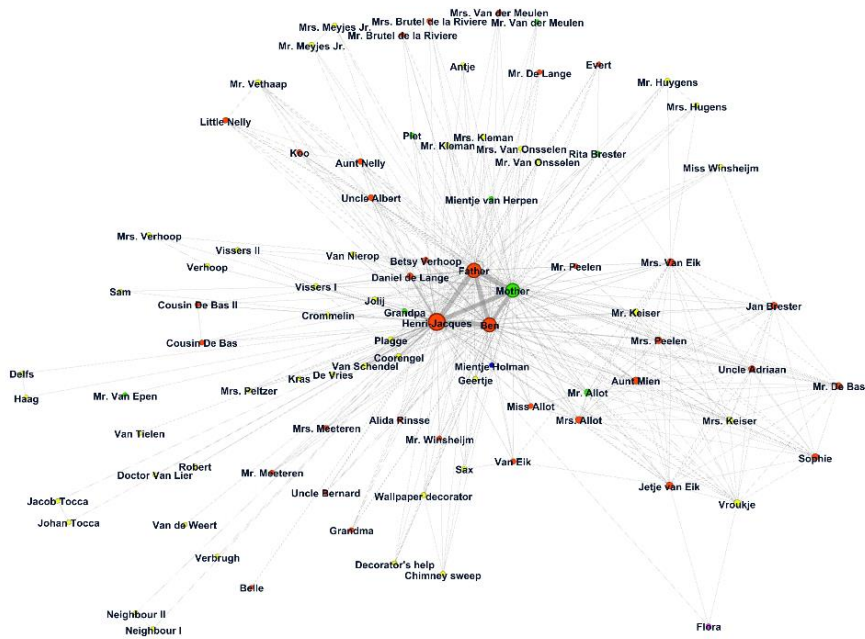 Mrs. Van der Meulen
Mrs. Brutel de la Riviere
Mr. Van der Meulen
Mrs. Meyjes Jr.
Mr. Brutel de la Riviere
Mr. Meyjes Jr.
Antje
Evert
Mr. De Lange
Mr. Vethaap
Mr. Huygens
Mrs. Hugens
Little Nelly
Piet
Mrs. Kleman
Mr. Kleman
Mrs. Van Onsselen
Koo
Rita Brester
Aunt Nelly
Mr. Van Onsselen
Miss Winsheijm
Uncle Albert
Mientje van Herpen
Mrs. Verhoop
Vissers II
Van Nierop
Betsy Verhoop
Verhoop
Father
Mr. Peelen
Mrs. Van Eik
Daniel de Lange
Vissers I
Mother
Sam
Jolij
Cousin De Bas II
Grandpa
Mr. Keiser
Jan Brester
Crommelin
Henri-Jacques
Ben
Cousin De Bas
Plagge
Mrs. Peelen
Coorengel
Van Schendel
Mientje Holman
Uncle Adriaan
Delfs
Kras
De Vries
Geertje
Aunt Mien
Mr. De Bas
Haag
Mr. Van Epen
Mrs. Peltzer
Mr. Allot
Miss Allot
Alida Rinsse
Mrs. Allot
Mrs. Keiser
Van Tielen
Mrs. Meeteren
Mr. Winsheijm
Sophie
Robert
Van Eik
Doctor Van Lier
Mr. Meeteren
Sax
Jetje van Eik
Jacob Tocca
Uncle Bernard
Wallpaper decorator
Vroukje
Johan Tocca
Van de Weert
Grandma
Verbrugh
Decorator's help
Chimney sweep
Belle
Neighbour II
Flora
Neighbour I